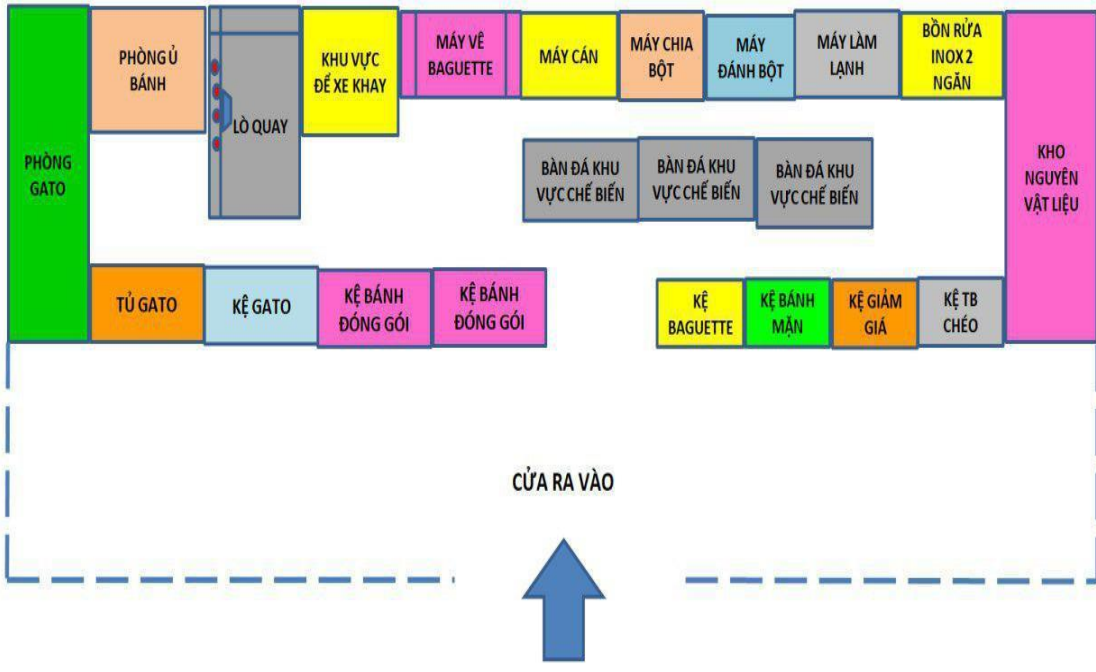 PHÒNG Ủ
BÁNH
LÒ QUAY
KHU VỰC
ĐỂ XE KHAY
MÁY VÊ
BAGUETTE
MÁY CÁN
MÁY CHIA
BỘT
MÁY
ĐÁNH BỘT
MÁY LÀM
LẠNH
BỒN RỬA
INOX 2
NGĂN
PHÒNG
GATO
BÀN ĐÁ KHU
VỰC CHẾ BIẾN
BÀN ĐÁ KHU
VỰC CHẾ BIẾN
BÀN ĐÁ KHU
VỰC CHẾ BIẾN
KHO
NGUYÊN
VẬT LIỆU
TỦ GATO
KỆ GATO
KỆ BÁNH
ĐÓNG GÓI
KỆ BÁNH
ĐÓNG GÓI
KỆ
BAGUETTE
KỆ BÁNH
MẶN
KỆ GIẢM
GIÁ
KỆ TB
CHÉO
CỬA RA VÀO